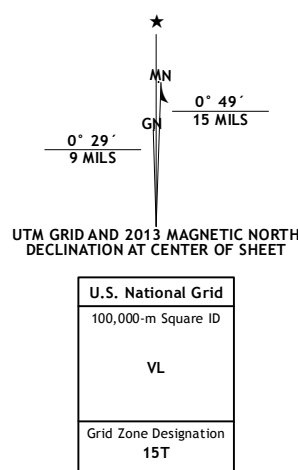 ★
MN
0° 49´
15 MILS
GN
0° 29´
9 MILS
UTM GRID AND 2013 MAGNETIC NORTH
DECLINATION AT CENTER OF SHEET
U.S. National Grid
100,000-m Square ID
VL
Grid Zone Designation
15T